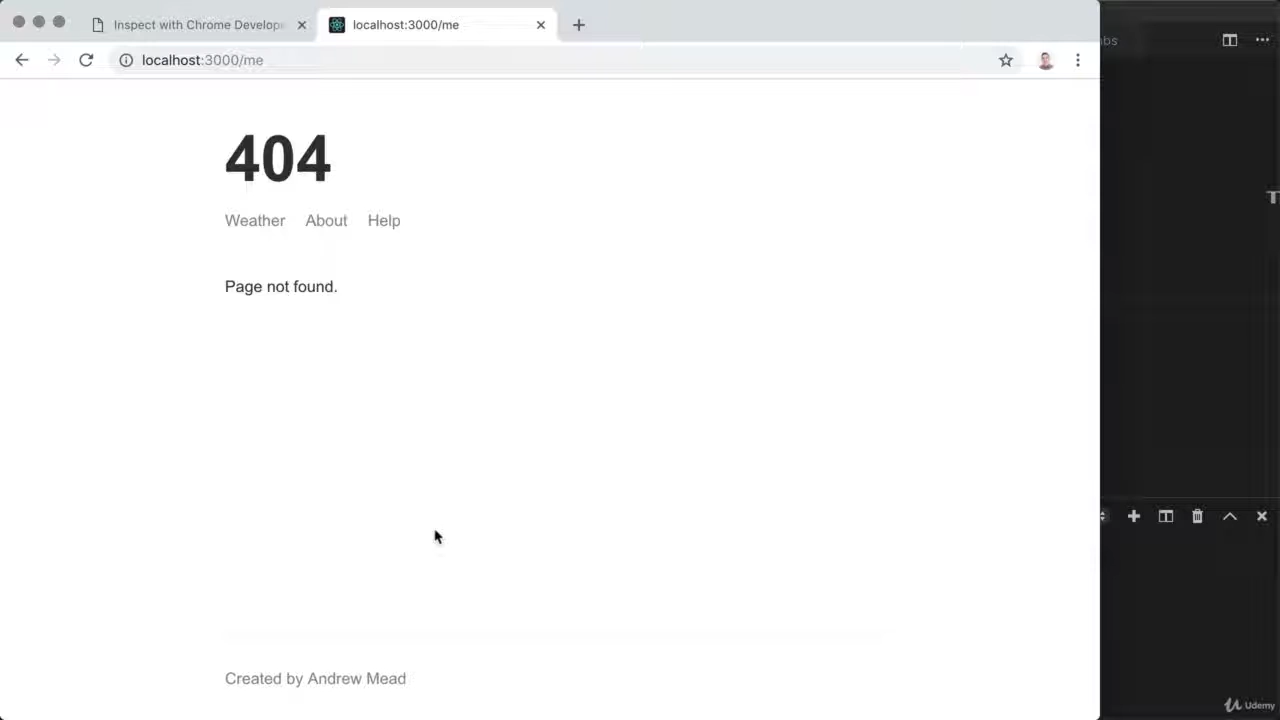 Inspect with Chrome Develop
localhost:3000/me
localhost:3000/me
bs
404
Weather About Help
Page not found.
Created by Andrew Mead
Udemy